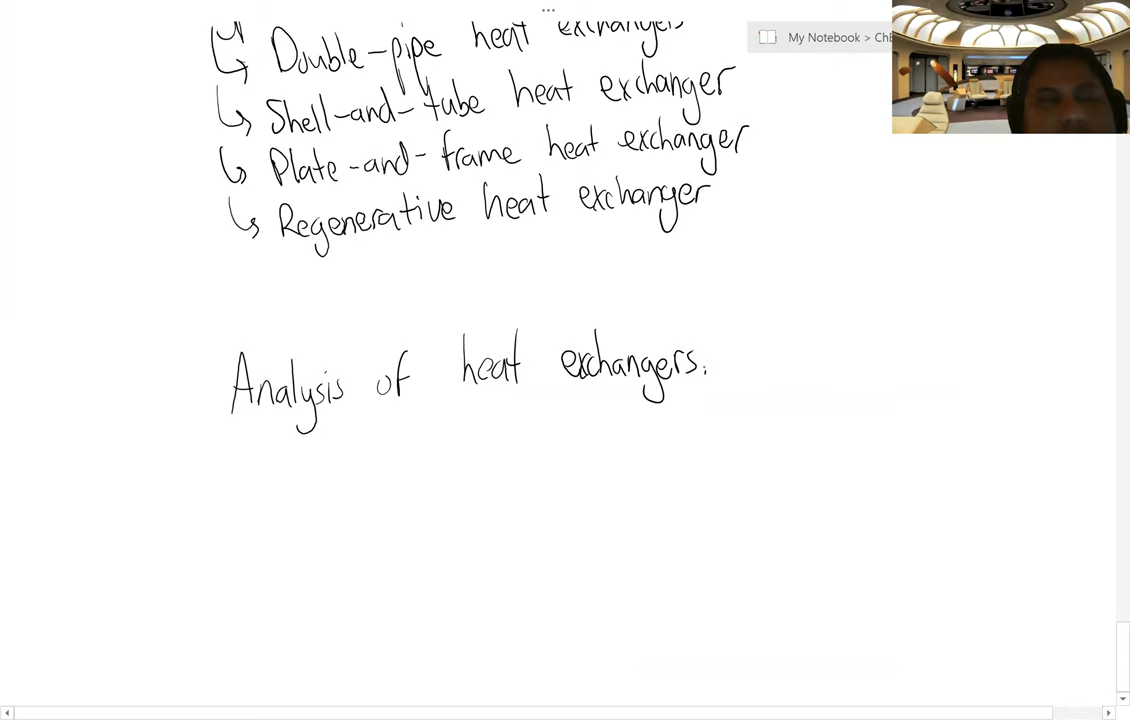 My Notebook > ChE
↳ Double-pipe heat exchangers
↳ Shell-and-tube heat exchanger
↳ Plate-and-frame heat exchanger
↳ Regenerative heat exchanger
Analysis of heat exchangers: